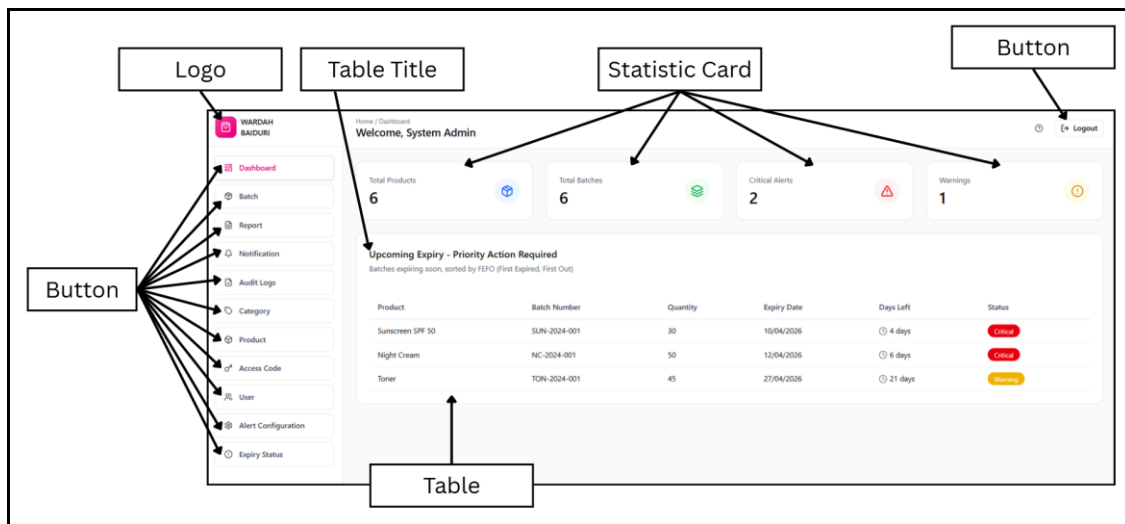 Button
Logo
Table Title
Statistic Card
WARDAH
BAIDURI
Home / Dashboard
Welcome, System Admin
Logout
Dashboard
Batch
Report
Notification
Audit Logs
Category
Product
Access Code
User
Alert Configuration
Expiry Status
Button
Total Products
6
Total Batches
6
Critical Alerts
2
Warnings
1
Upcoming Expiry - Priority Action Required
Batches expiring soon, sorted by FEFO (First Expired, First Out)
Product Batch Number Quantity Expiry Date Days Left Status
Sunscreen SPF 50 SUN-2024-001 30 10/04/2026 4 days Critical
Night Cream NC-2024-001 50 12/04/2026 6 days Critical
Toner TON-2024-001 45 27/04/2026 21 days Warning
Table